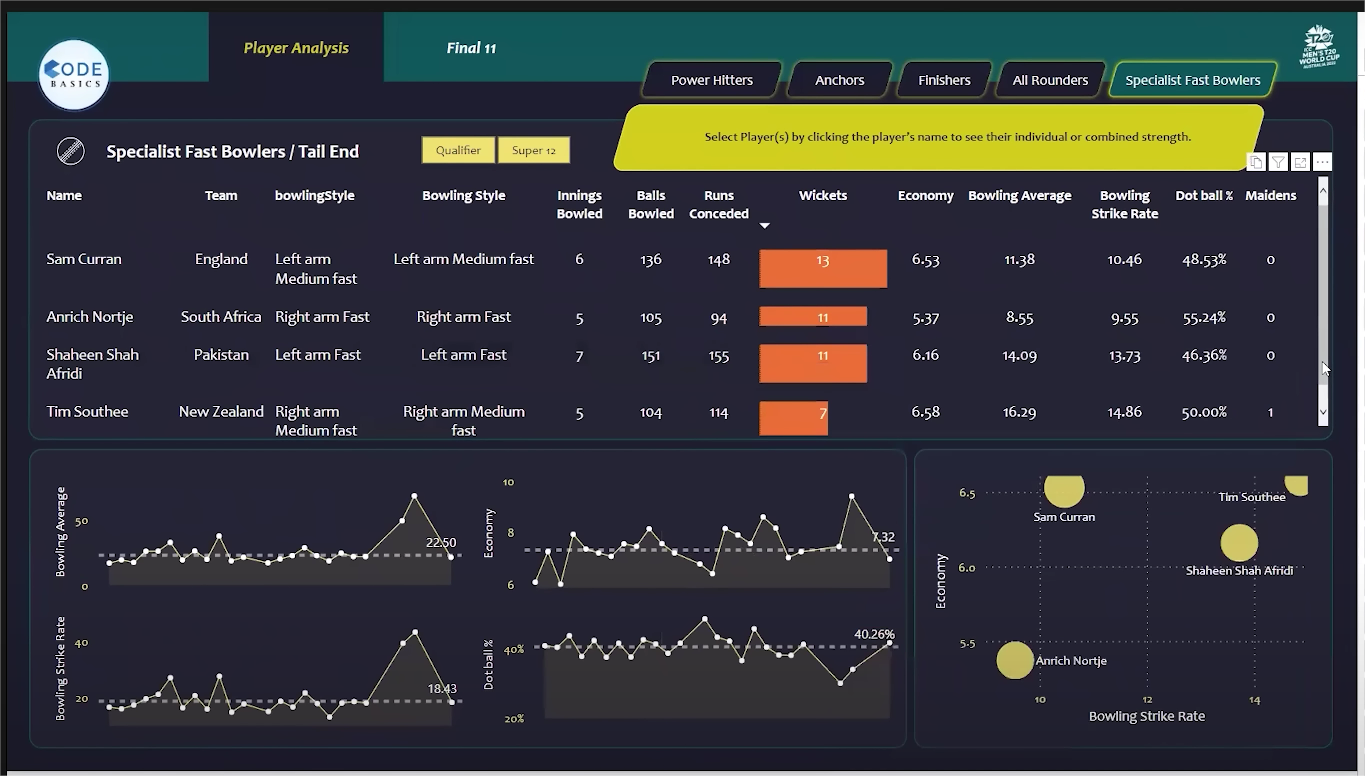 Player Analysis
Final 11
CODE
BASICS
ICC
MEN'S T20
WORLD CUP
AUSTRALIA 2022
Power Hitters
Anchors
Finishers
All Rounders
Specialist Fast Bowlers
Select Player(s) by clicking the player's name to see their individual or combined strength.
Specialist Fast Bowlers / Tail End
Qualifier
Super 12
Name Team bowlingStyle Bowling Style Innings Bowled Balls Bowled Runs Conceded Wickets Economy Bowling Average Bowling Strike Rate Dot ball % Maidens
Sam Curran England Left arm Medium fast Left arm Medium fast 6 136 148 13 6.53 11.38 10.46 48.53% 0
Anrich Nortje South Africa Right arm Fast Right arm Fast 5 105 94 11 5.37 8.55 9.55 55.24% 0
Shaheen Shah Afridi Pakistan Left arm Fast Left arm Fast 7 151 155 11 6.16 14.09 13.73 46.36% 0
Tim Southee New Zealand Right arm Medium fast Right arm Medium fast 5 104 114 7 6.58 16.29 14.86 50.00% 1
Bowling Average
50
0
22.50
Economy
10
8
6
7.32
Bowling Strike Rate
40
20
18.43
Dot ball %
40%
20%
40.26%
Economy
6.5
6.0
5.5
Sam Curran
Tim Southee
Shaheen Shah Afridi
Anrich Nortje
10 12 14
Bowling Strike Rate